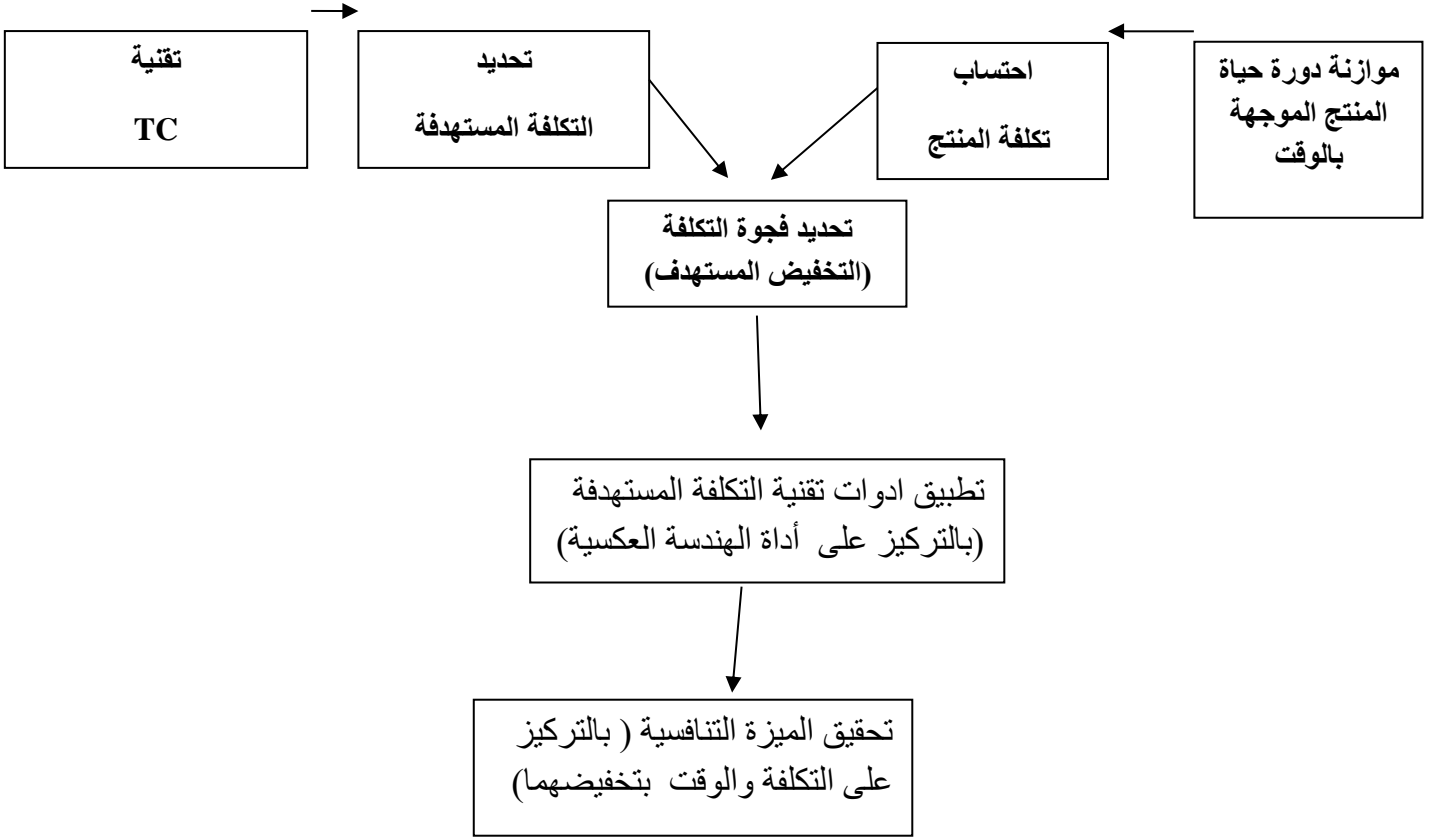 موازنة دورة حياة
المنتج الموجهة
بالوقت
احتساب
تكلفة المنتج
تحديد
التكلفة المستهدفة
تقنية
TC
تحديد فجوة التكلفة
(التخفيض المستهدف)
تطبيق ادوات تقنية التكلفة المستهدفة
(بالتركيز على أداة الهندسة العكسية)
تحقيق الميزة التنافسية ( بالتركيز
على التكلفة والوقت بتخفيضهما)